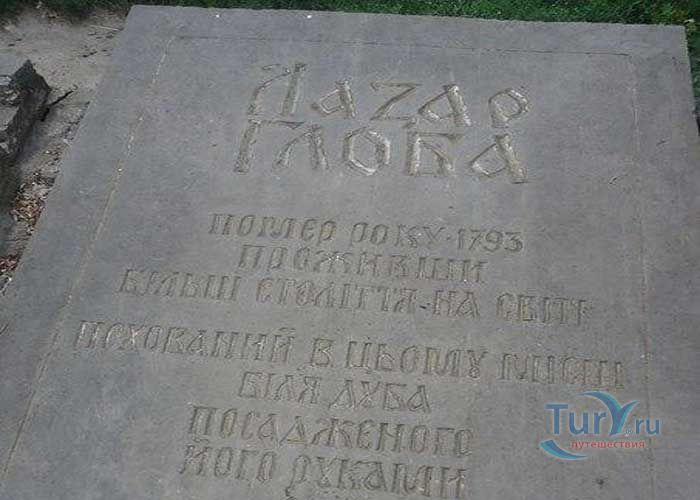 Лазар
Глоба
ПОМЕР РОКУ·1793
ПРОЖИВШИ
БІЛЬШ СТОЛІТТЯ·НА СВІТІ
ПОХОВАНИЙ В ЦЬОМУ МІСЦІ
БІЛЯ ДУБА
ПОСАДЖЕНОГО
ЙОГО РУКАМИ
TurY.ru
путешествия